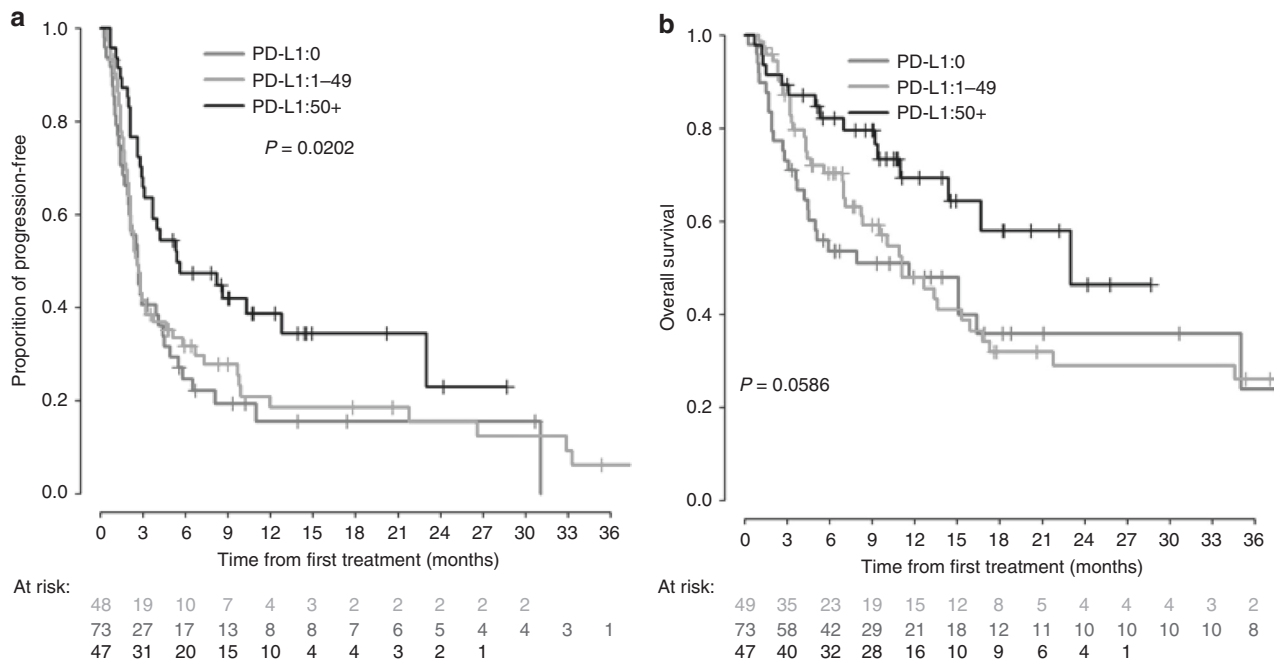 a
1.0
0.8
0.6
0.4
0.2
0.0
Proportion of progression-free
PD-L1:0
PD-L1:1–49
PD-L1:50+
P = 0.0202
0 3 6 9 12 15 18 21 24 27 30 33 36
Time from first treatment (months)
At risk:
48 19 10 7 4 3 2 2 2 2 2
73 27 17 13 8 8 7 6 5 4 4 3 1
47 31 20 15 10 4 4 3 2 1
b
1.0
0.8
0.6
0.4
0.2
0.0
Overall survival
PD-L1:0
PD-L1:1–49
PD-L1:50+
P = 0.0586
0 3 6 9 12 15 18 21 24 27 30 33 36
Time from first treatment (months)
At risk:
49 35 23 19 15 12 8 5 4 4 4 3 2
73 58 42 29 21 18 12 11 10 10 10 10 8
47 40 32 28 16 10 9 6 4 1